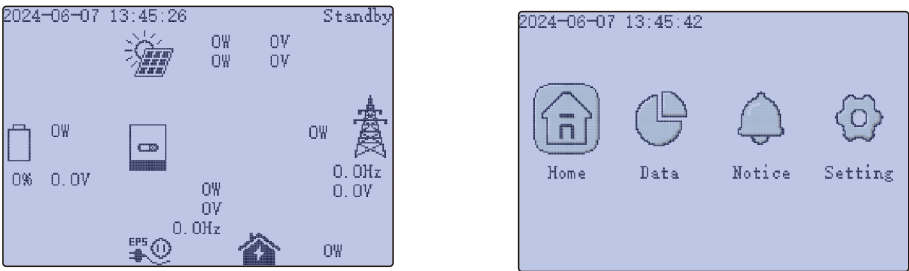 2024-06-07 13:45:26 Standby
0W 0V
0W 0V
0W
0W
0% 0.0V
0.0Hz
0.0V
0W
0V
0.0Hz
EPS
0W
2024-06-07 13:45:42
Home Data Notice Setting